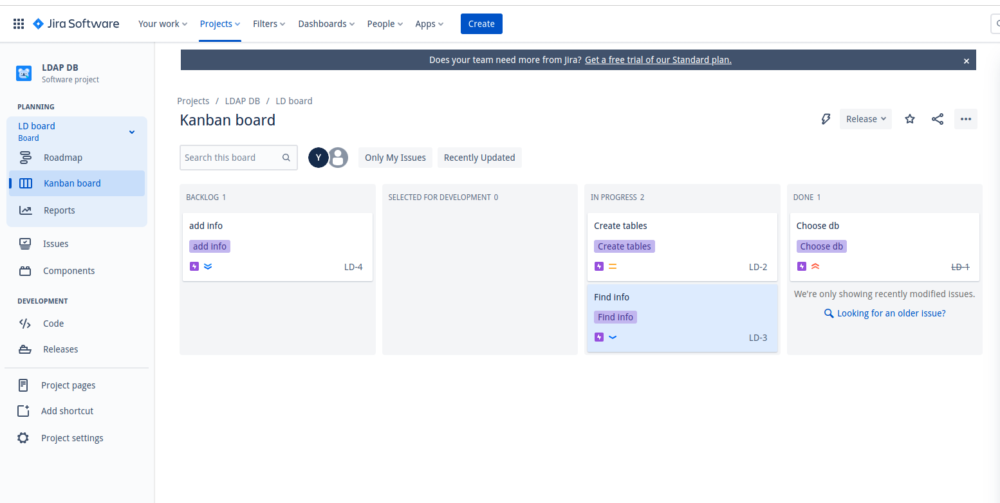 Jira Software Your work Projects Filters Dashboards People Apps Create
Does your team need more from Jira? Get a free trial of our Standard plan.
LDAP DB
Software project
PLANNING
LD board
Board
Roadmap
Kanban board
Reports
Issues
Components
DEVELOPMENT
Code
Releases
Project pages
Add shortcut
Project settings
Projects / LDAP DB / LD board
Kanban board
Release
Search this board Y Only My Issues Recently Updated
BACKLOG 1
add info
add info
LD-4
SELECTED FOR DEVELOPMENT 0
IN PROGRESS 2
Create tables
Create tables
LD-2
Find info
Find info
LD-3
DONE 1
Choose db
Choose db
LD-1
We're only showing recently modified issues.
Looking for an older issue?